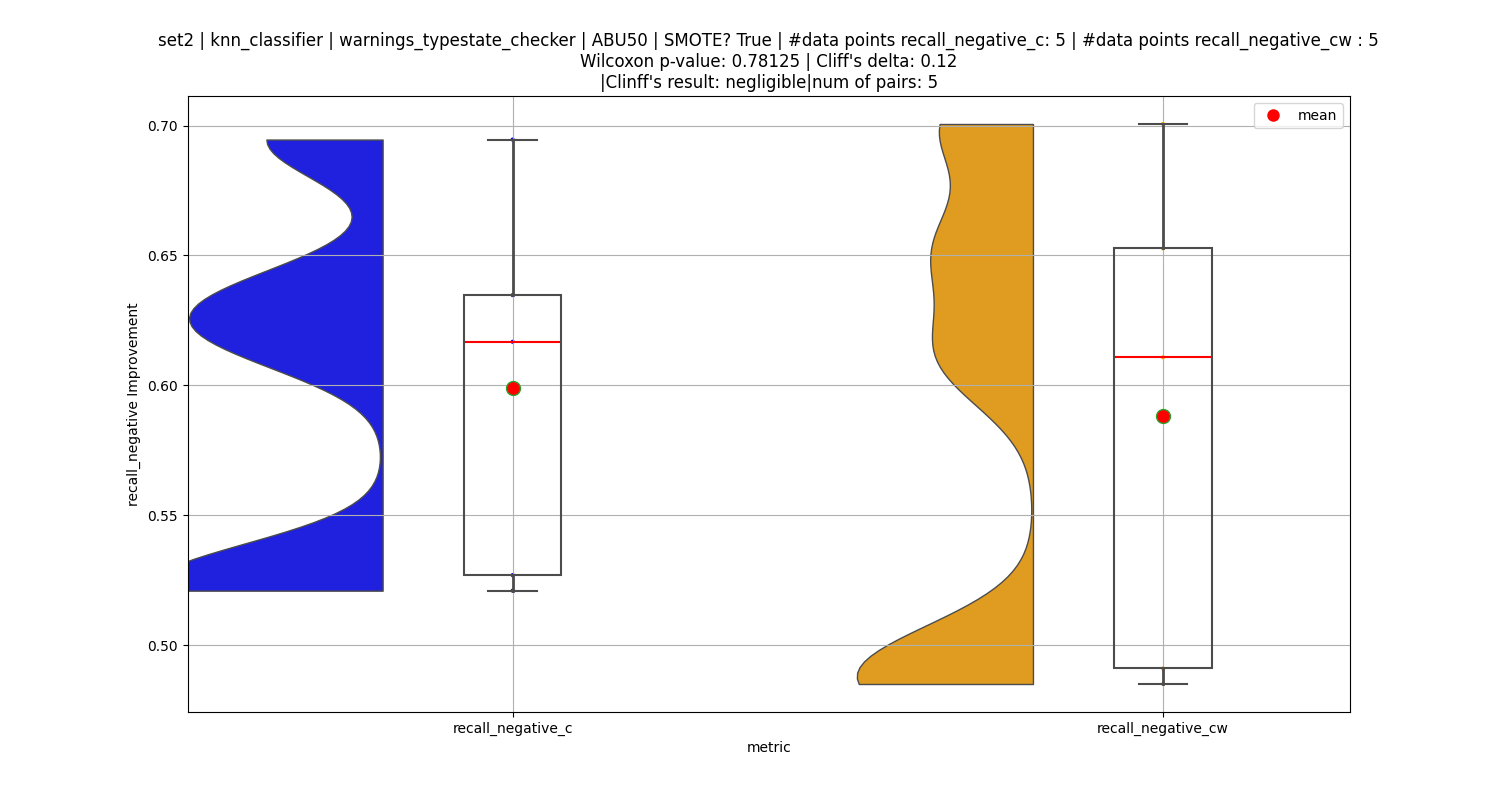 set2 | knn_classifier | warnings_typestate_checker | ABU50 | SMOTE? True | #data points recall_negative_c: 5 | #data points recall_negative_cw : 5
Wilcoxon p-value: 0.78125 | Cliff's delta: 0.12
|Clinff's result: negligible|num of pairs: 5
mean
0.70
0.65
0.60
0.55
0.50
recall_negative Improvement
recall_negative_c
recall_negative_cw
metric